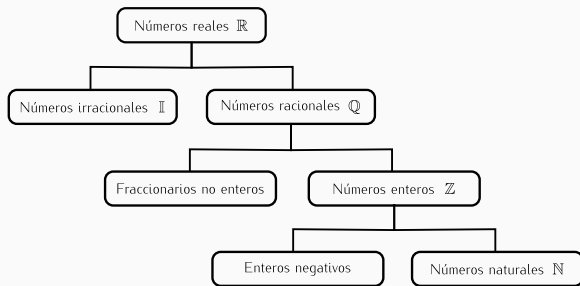 Números reales ℝ
Números irracionales 𝕀
Números racionales ℚ
Fraccionarios no enteros
Números enteros ℤ
Enteros negativos
Números naturales ℕ